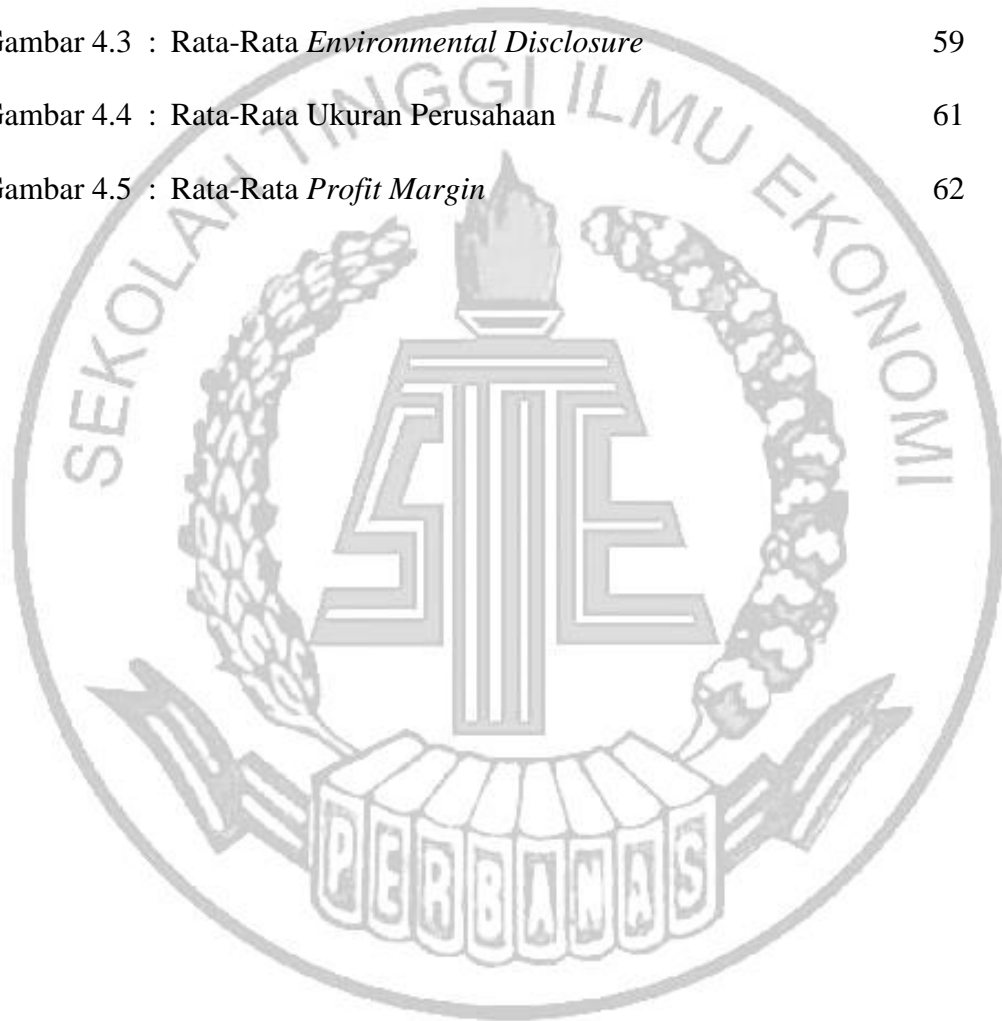 Gambar 4.3 : Rata-Rata Environmental Disclosure 59
Gambar 4.4 : Rata-Rata Ukuran Perusahaan 61
Gambar 4.5 : Rata-Rata Profit Margin 62
SEKOLAH TINGGI ILMU EKONOMI
STIE
PERBANAS